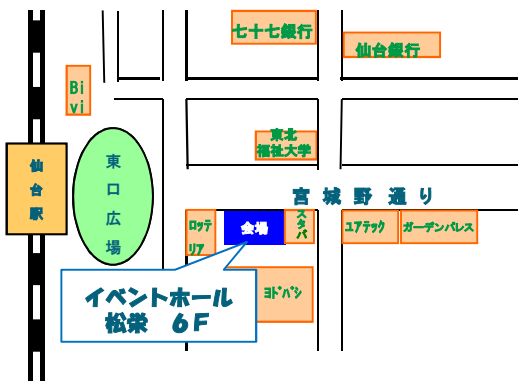 七十七銀行
仙台銀行
Bi
vi
東北
福祉大学
仙
台
駅
東
口
広
場
宮城野通り
ロッテ
リア
会場
スタバ
ユアテック
ガーデンパレス
ヨドバシ
イベントホール
松栄 6F